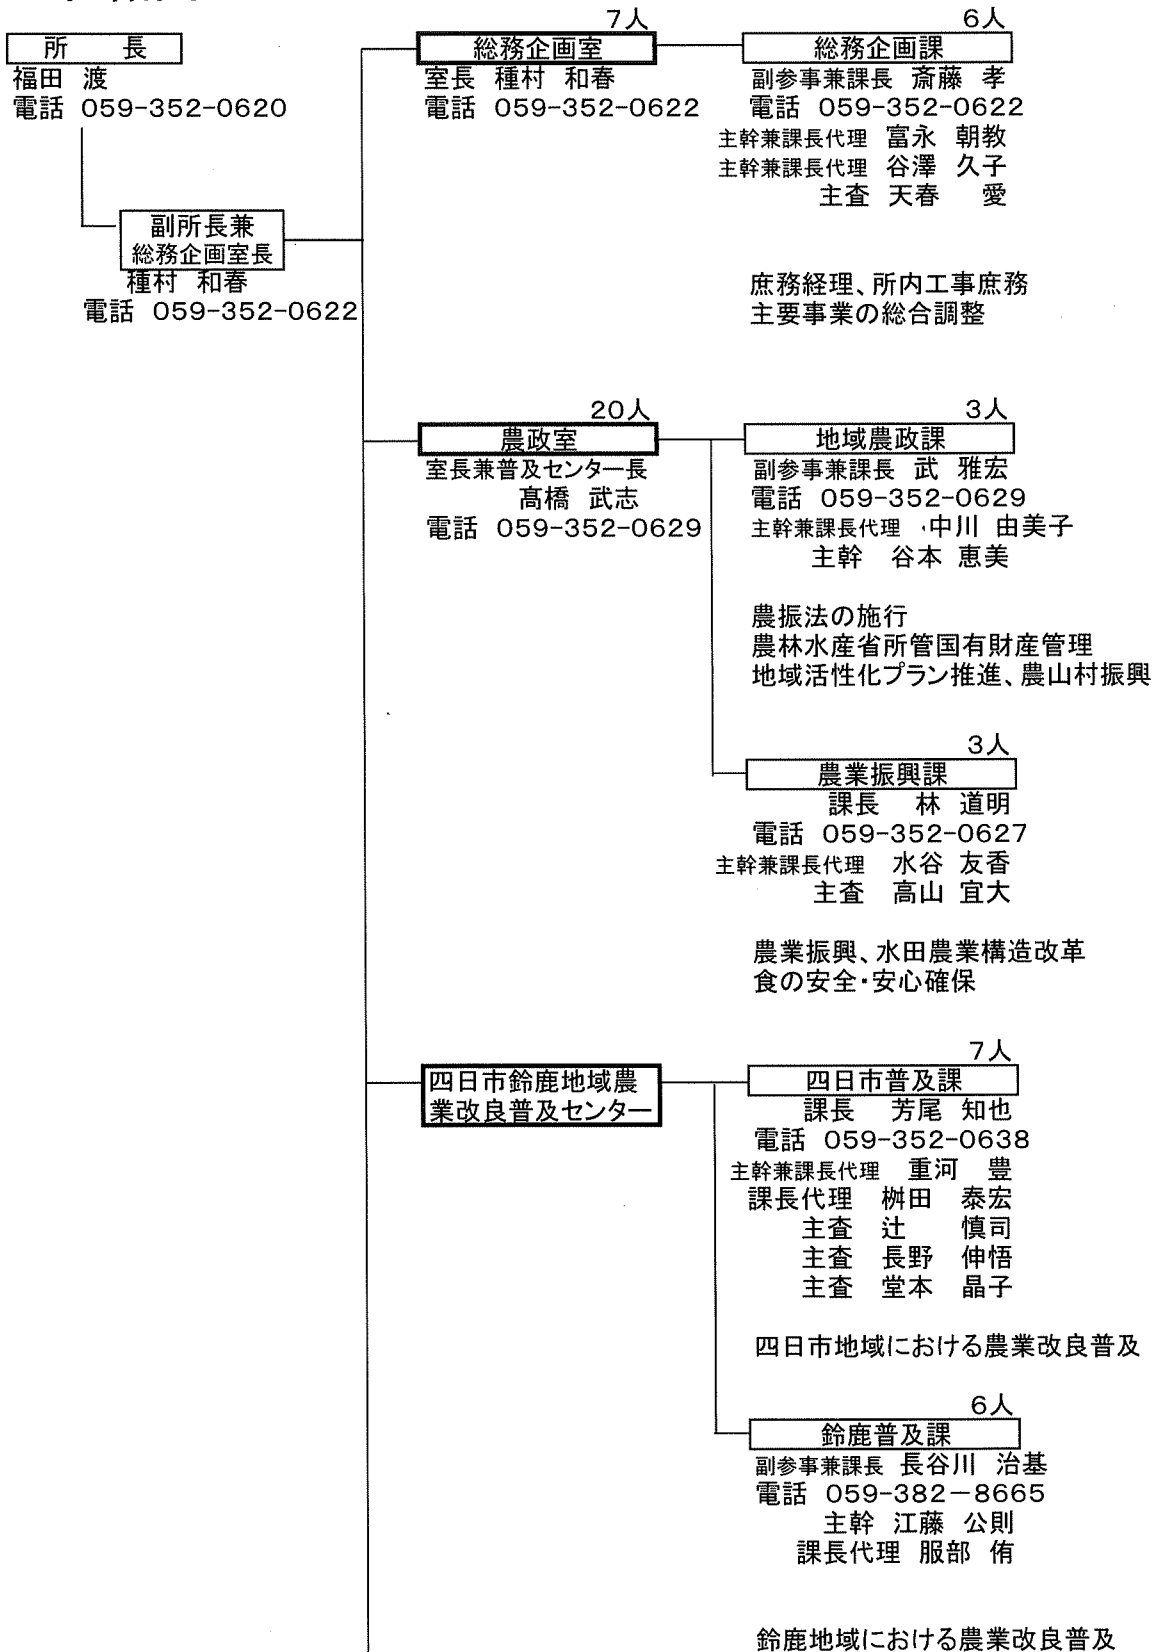 所　　長
福田　渡
電話 059-352-0620
副所長兼
総務企画室長
種村　和春
電話 059-352-0622
7人
総務企画室
室長 種村　和春
電話 059-352-0622
6人
総務企画課
副参事兼課長 斎藤　孝
電話 059-352-0622
主幹兼課長代理 富永　朝教
主幹兼課長代理 谷澤　久子
主査 天春　　愛
庶務経理、所内工事庶務
主要事業の総合調整
20人
農政室
室長兼普及センター長
髙橋　武志
電話 059-352-0629
3人
地域農政課
副参事兼課長 武　雅宏
電話 059-352-0629
主幹兼課長代理 中川　由美子
主幹　谷本　恵美
農振法の施行
農林水産省所管国有財産管理
地域活性化プラン推進、農山村振興
3人
農業振興課
課長　林　道明
電話 059-352-0627
主幹兼課長代理　水谷　友香
主査　高山　宜大
農業振興、水田農業構造改革
食の安全・安心確保
四日市鈴鹿地域農
業改良普及センター
7人
四日市普及課
課長　芳尾　知也
電話 059-352-0638
主幹兼課長代理　重河　豊
課長代理　桝田　泰宏
主査　辻　　慎司
主査　長野　伸悟
主査　堂本　晶子
四日市地域における農業改良普及
6人
鈴鹿普及課
副参事兼課長 長谷川　治基
電話 059-382－8665
主幹 江藤　公則
課長代理 服部　侑
鈴鹿地域における農業改良普及